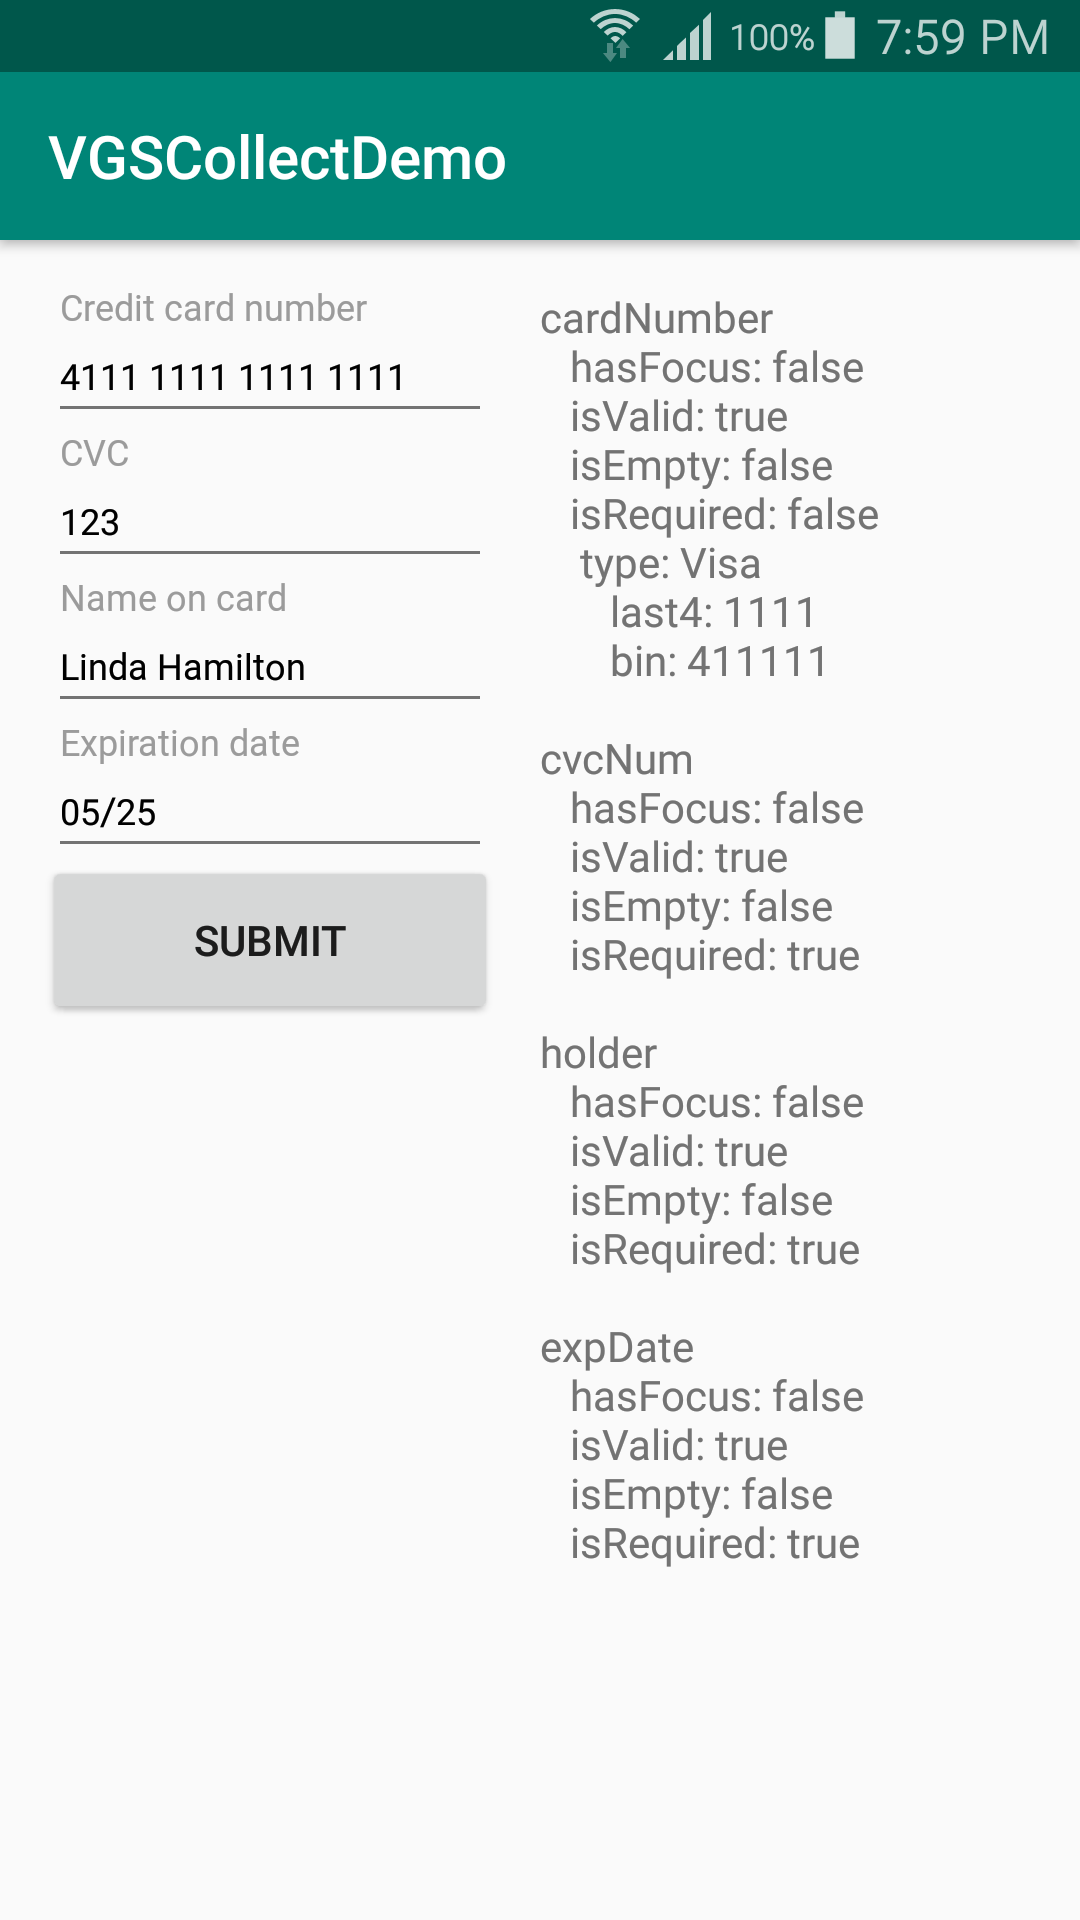 100% 7:59 PM
VGSCollectDemo
Credit card number
4111 1111 1111 1111
CVC
123
Name on card
Linda Hamilton
Expiration date
05/25
SUBMIT
cardNumber
hasFocus: false
isValid: true
isEmpty: false
isRequired: false
type: Visa
last4: 1111
bin: 411111
cvcNum
hasFocus: false
isValid: true
isEmpty: false
isRequired: true
holder
hasFocus: false
isValid: true
isEmpty: false
isRequired: true
expDate
hasFocus: false
isValid: true
isEmpty: false
isRequired: true